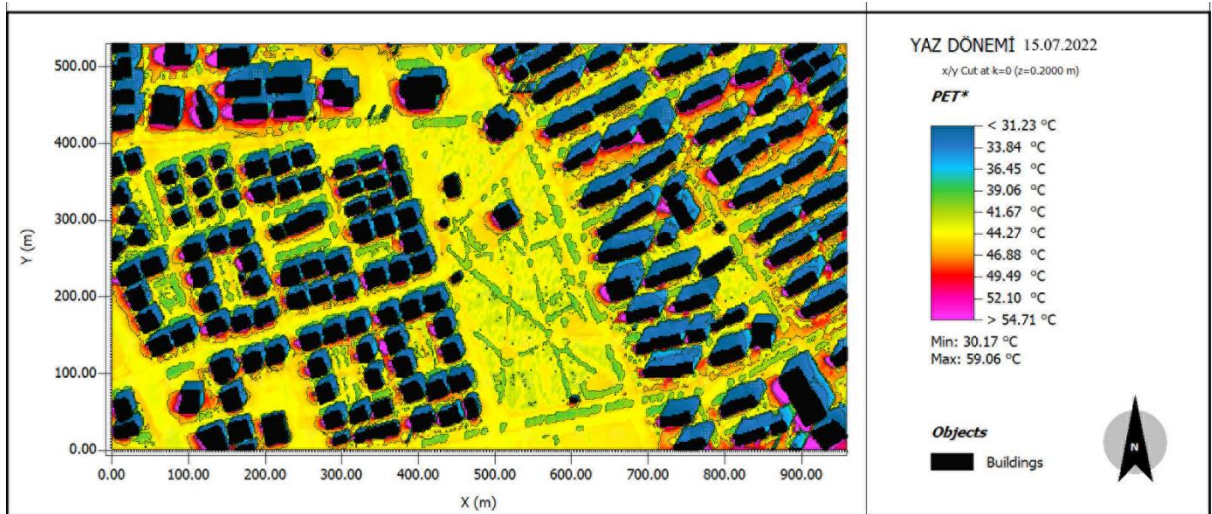 YAZ DÖNEMİ 15.07.2022
x/y Cut at k=0 (z=0.2000 m)
PET*
< 31.23 °C
33.84 °C
36.45 °C
39.06 °C
41.67 °C
44.27 °C
46.88 °C
49.49 °C
52.10 °C
> 54.71 °C
Min: 30.17 °C
Max: 59.06 °C
Objects
Buildings
N
Y (m)
500.00
400.00
300.00
200.00
100.00
0.00
0.00 100.00 200.00 300.00 400.00 500.00 600.00 700.00 800.00 900.00
X (m)